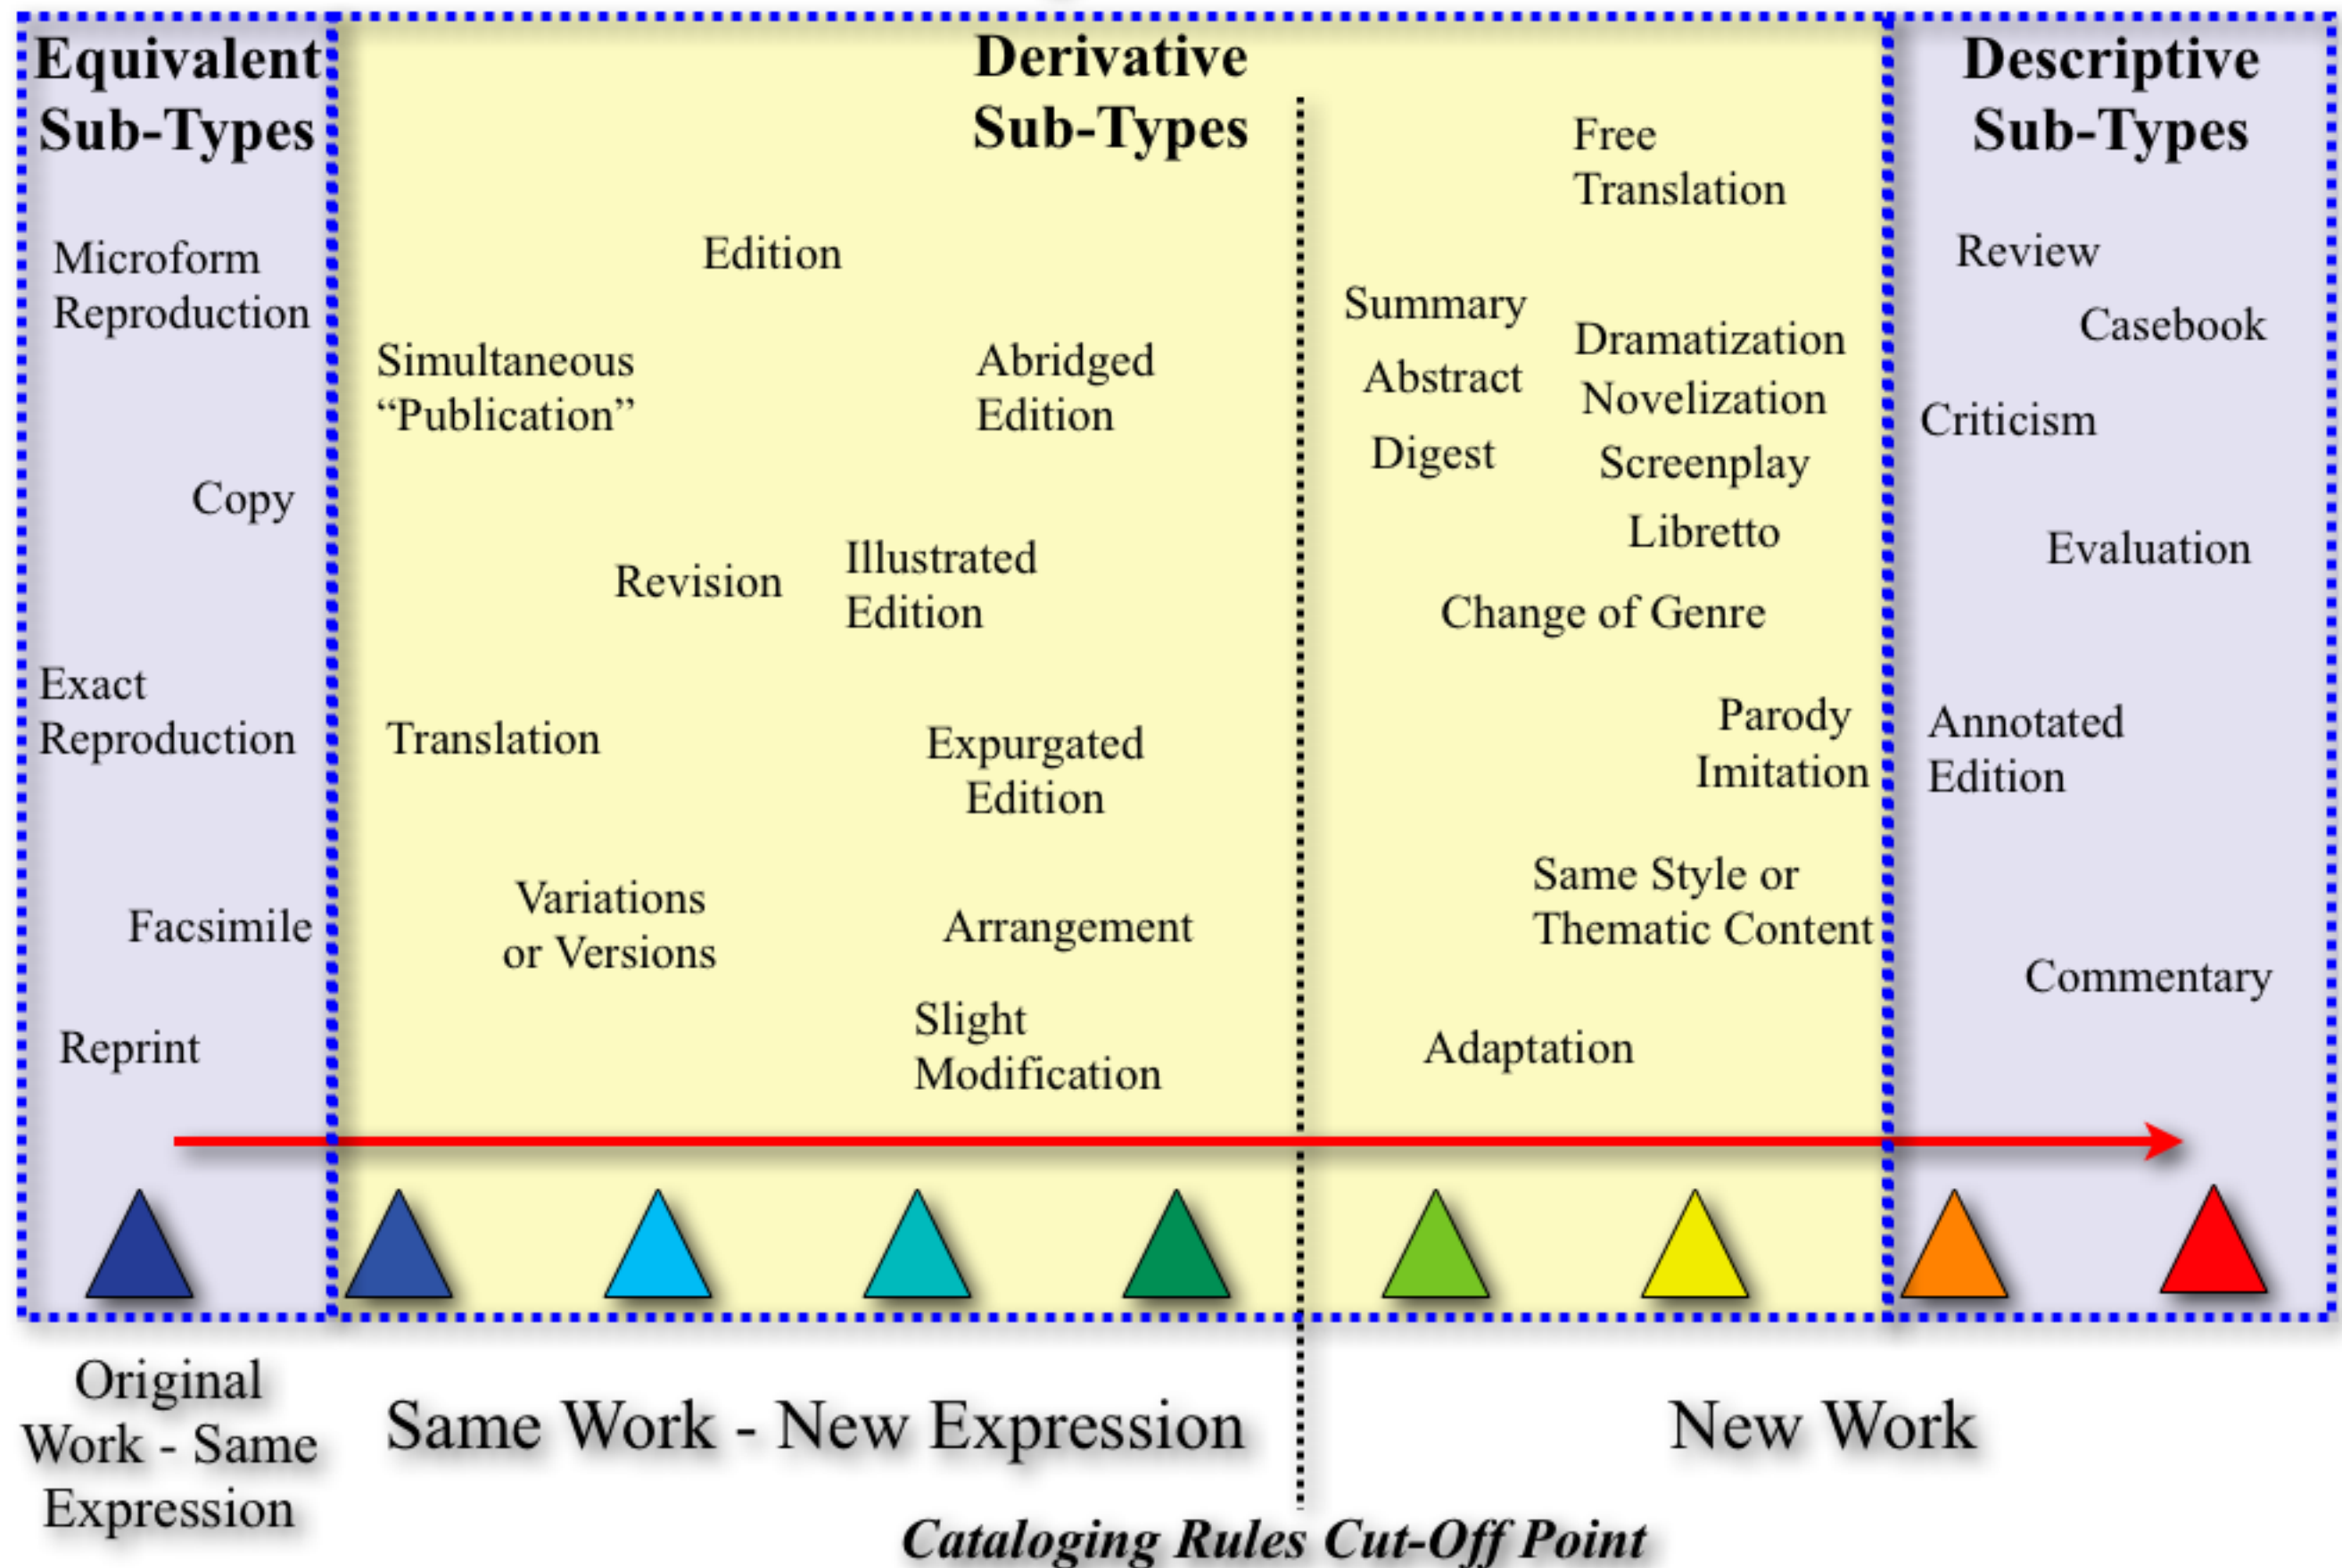 Equivalent
Sub-Types
Microform
Reproduction
Copy
Exact
Reproduction
Facsimile
Reprint
Derivative
Sub-Types
Edition
Simultaneous
“Publication”
Abridged
Edition
Revision
Illustrated
Edition
Translation
Expurgated
Edition
Variations
or Versions
Arrangement
Slight
Modification
Free
Translation
Summary
Dramatization
Abstract
Novelization
Digest
Screenplay
Libretto
Change of Genre
Parody
Imitation
Same Style or
Thematic Content
Adaptation
Descriptive
Sub-Types
Review
Casebook
Criticism
Evaluation
Annotated
Edition
Commentary
Original
Work - Same
Expression
Same Work - New Expression
New Work
Cataloging Rules Cut-Off Point